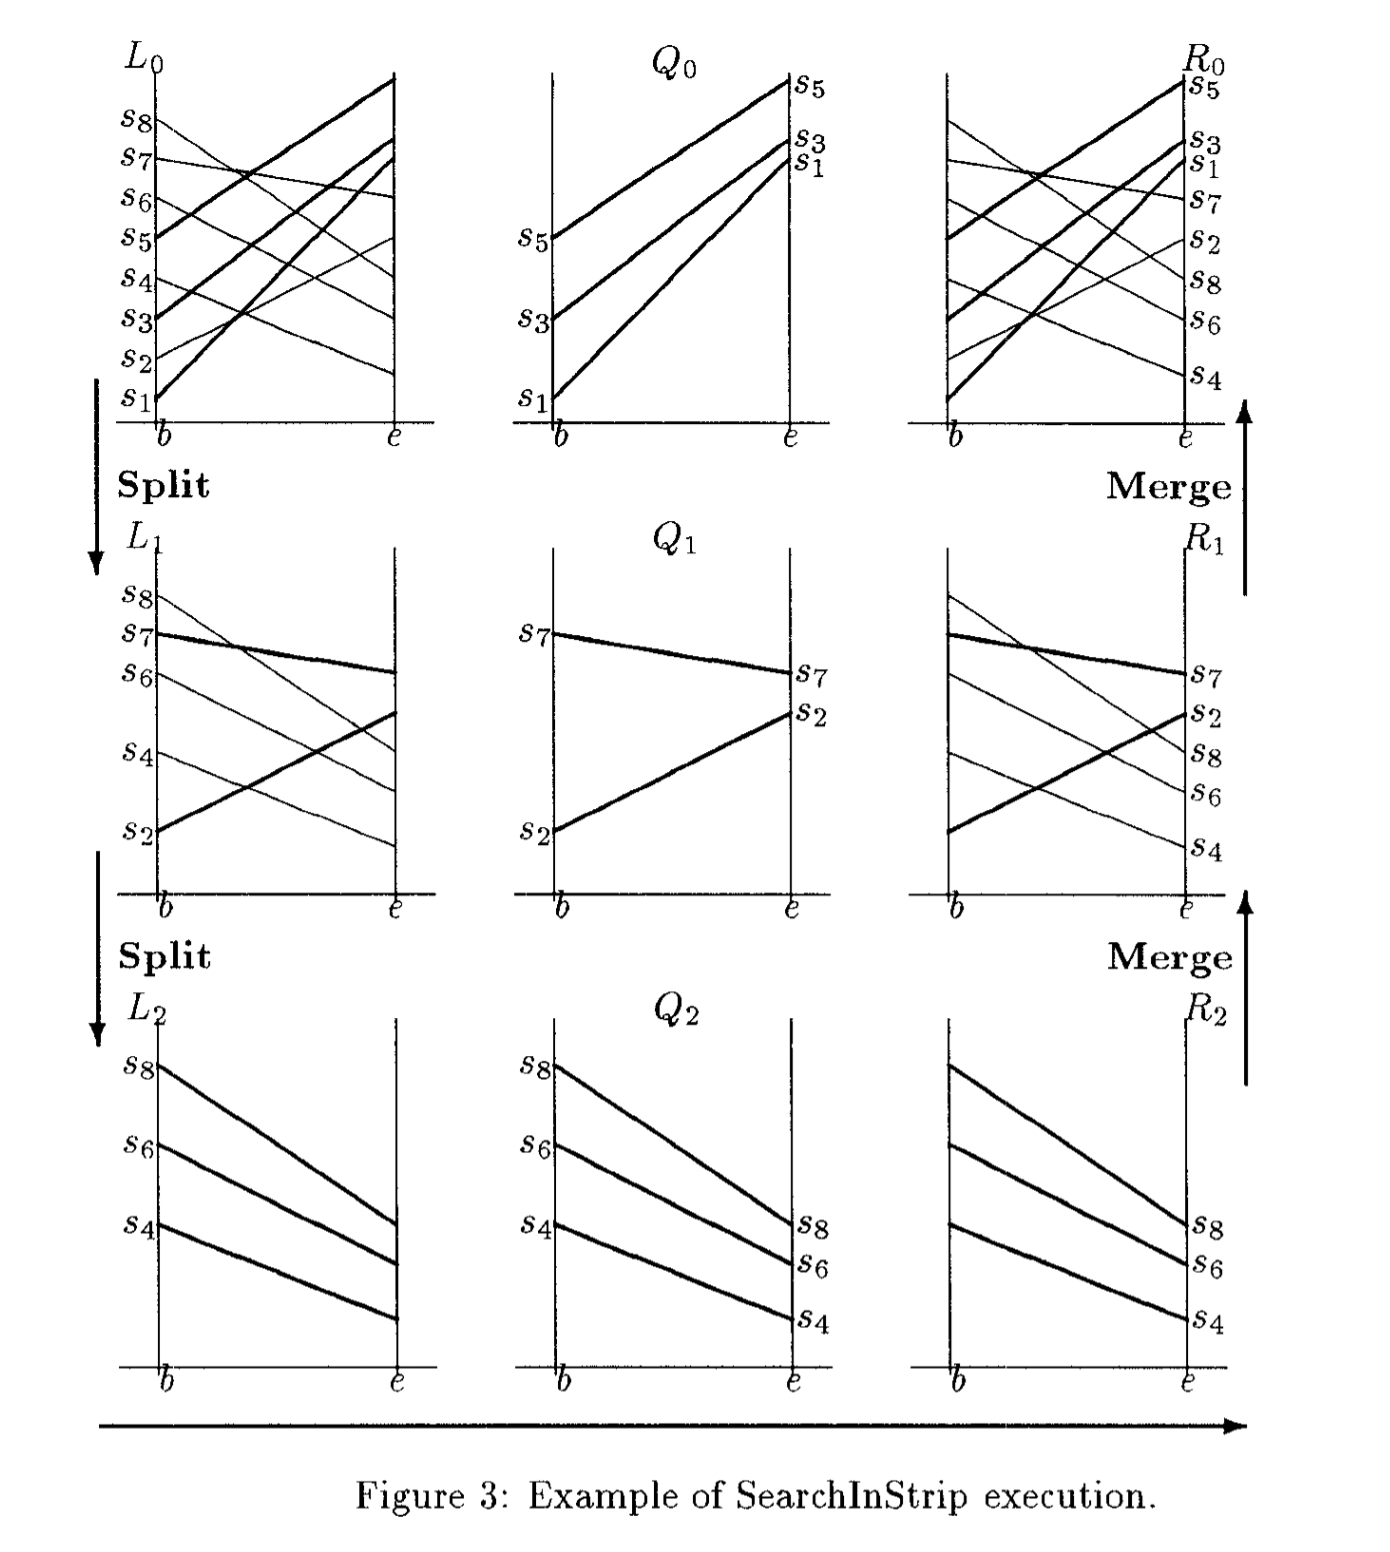 L₀ Q₀ R₀
s₈
s₇
s₆
s₅
s₄
s₃
s₂
s₁
b e
s₅
s₃
s₁
s₅
s₃
s₁
b e
s₅
s₃
s₁
s₇
s₂
s₈
s₆
s₄
b e
Split Merge
L₁ Q₁ R₁
s₈
s₇
s₆
s₄
s₂
b e
s₇
s₂
s₇
s₂
b e
s₇
s₂
s₈
s₆
s₄
b e
Split Merge
L₂ Q₂ R₂
s₈
s₆
s₄
b e
s₈
s₆
s₄
s₈
s₆
s₄
b e
s₈
s₆
s₄
b e
Figure 3: Example of SearchInStrip execution.